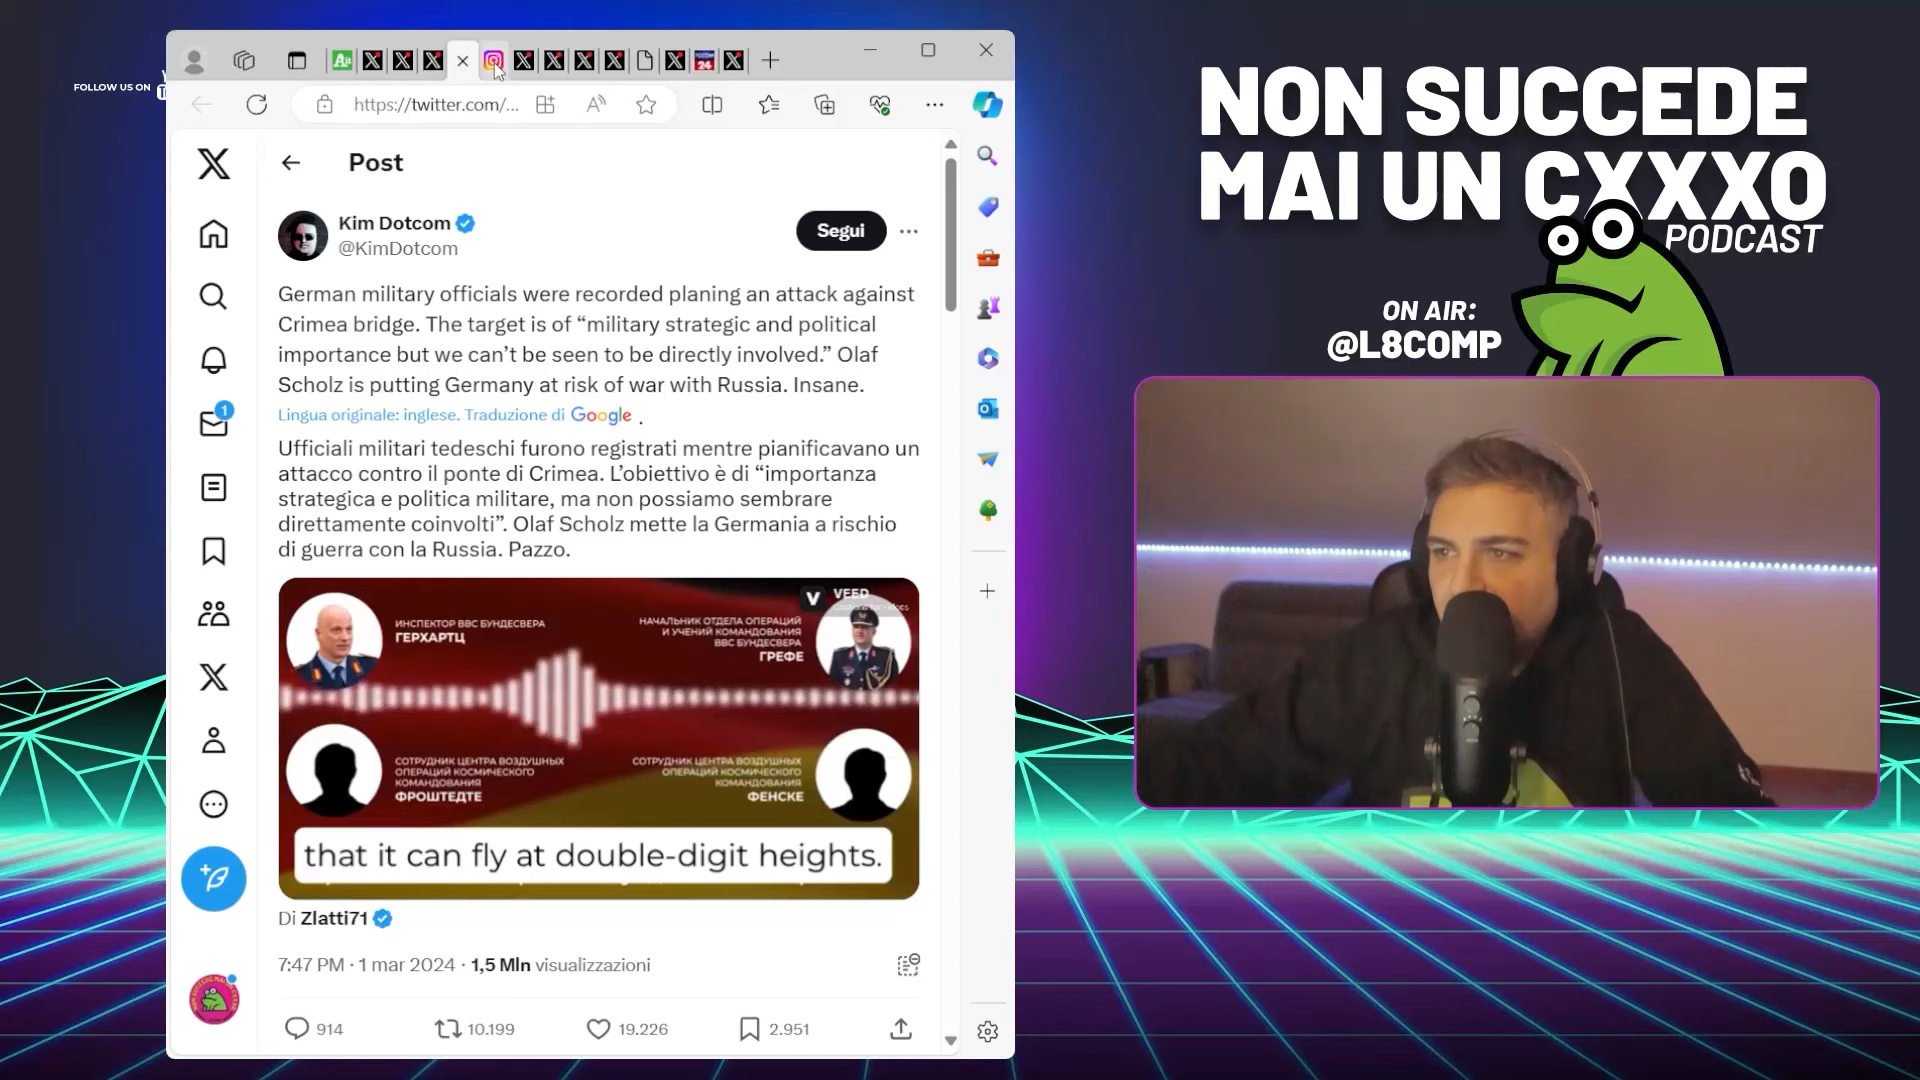 FOLLOW US ON
https://twitter.com/...
24
Post
Kim Dotcom
@KimDotcom
Segui
German military officials were recorded planing an attack against
Crimea bridge. The target is of “military strategic and political
importance but we can’t be seen to be directly involved.” Olaf
Scholz is putting Germany at risk of war with Russia. Insane.
Lingua originale: inglese. Traduzione di Google .
Ufficiali militari tedeschi furono registrati mentre pianificavano un
attacco contro il ponte di Crimea. L’obiettivo è di “importanza
strategica e politica militare, ma non possiamo sembrare
direttamente coinvolti”. Olaf Scholz mette la Germania a rischio
di guerra con la Russia. Pazzo.
1
VEED
ИНСПЕКТОР ВВС БУНДЕСВЕРА
ГЕРХАРТЦ
НАЧАЛЬНИК ОТДЕЛА ОПЕРАЦИЙ
И УЧЕНИЙ КОМАНДОВАНИЯ
ВВС БУНДЕСВЕРА
ГРЕФЕ
СОТРУДНИК ЦЕНТРА ВОЗДУШНЫХ
ОПЕРАЦИЙ КОСМИЧЕСКОГО
КОМАНДОВАНИЯ
ФРОШТЕДТЕ
СОТРУДНИК ЦЕНТРА ВОЗДУШНЫХ
ОПЕРАЦИЙ КОСМИЧЕСКОГО
КОМАНДОВАНИЯ
ФЕНСКЕ
that it can fly at double-digit heights.
Di Zlatti71
7:47 PM · 1 mar 2024 · 1,5 Mln visualizzazioni
914
10.199
19.226
2.951
NON SUCCEDE
MAI UN CXXXO
PODCAST
ON AIR:
@L8COMP